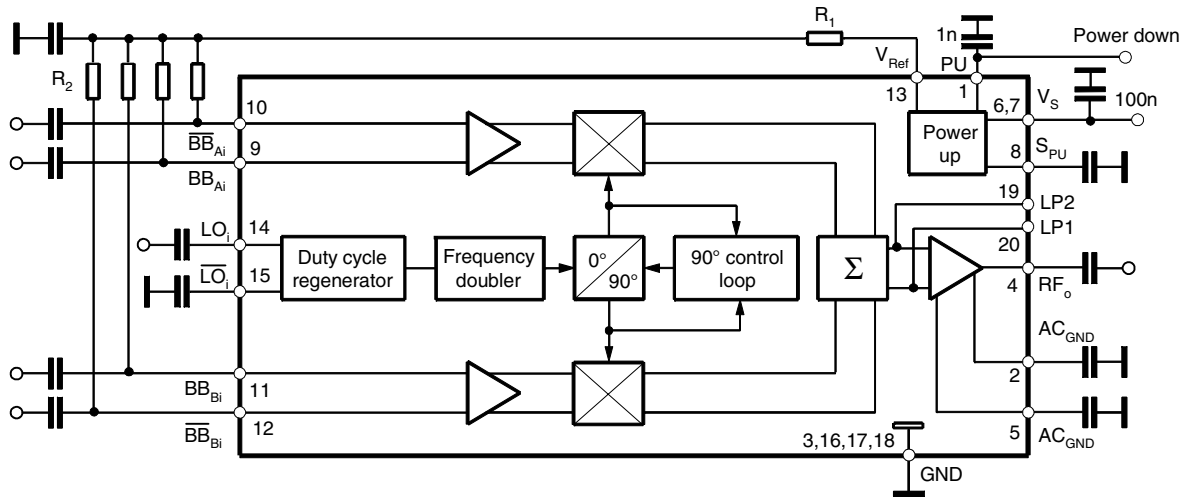 R1
1n
Power down
VRef
PU
R2
13
1
6,7
VS
100n
10
B̅B̅Ai
9
BBAi
Power up
8
SPU
19
LP2
LP1
20
LOi
14
L̅O̅i
15
Duty cycle regenerator
Frequency doubler
0°
90°
90° control loop
Σ
4
RFo
ACGND
2
BBBi
11
B̅B̅Bi
12
3,16,17,18
5
ACGND
GND